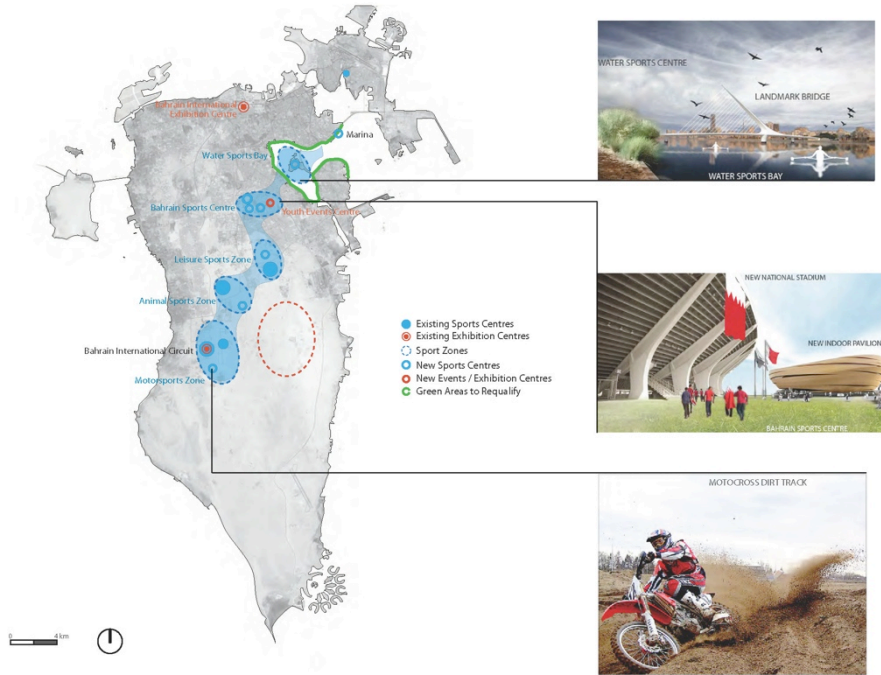 Bahrain International
Exhibition Centre
Marina
Water Sports Bay
Bahrain Sports Centre
Youth Events Centre
Leisure Sports Zone
Animal Sports Zone
Bahrain International Circuit
Motorsports Zone
Existing Sports Centres
Existing Exhibition Centres
Sport Zones
New Sports Centres
New Events / Exhibition Centres
Green Areas to Requalify
0 4 km
WATER SPORTS CENTRE
LANDMARK BRIDGE
WATER SPORTS BAY
NEW NATIONAL STADIUM
NEW INDOOR PAVILION
BAHRAIN SPORTS CENTRE
MOTOCROSS DIRT TRACK